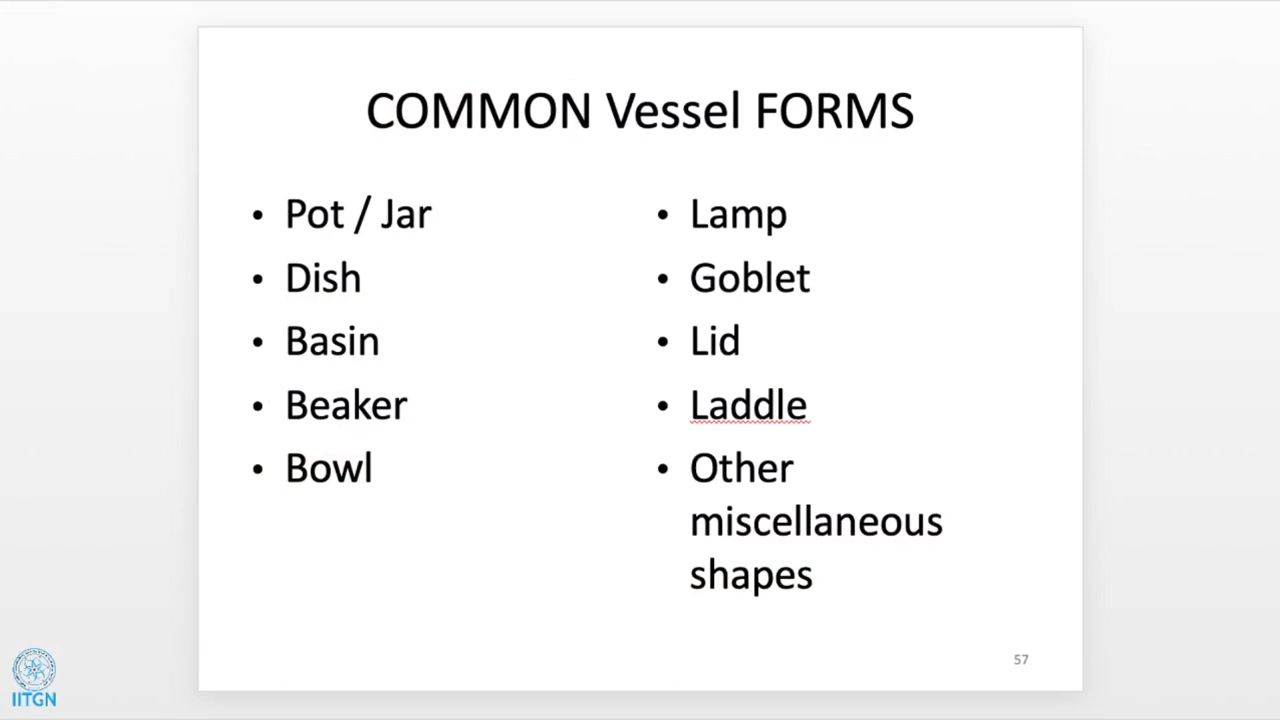 COMMON Vessel FORMS
• Pot / Jar
• Dish
• Basin
• Beaker
• Bowl
• Lamp
• Goblet
• Lid
• Laddle
• Other
miscellaneous
shapes
57
IITGN